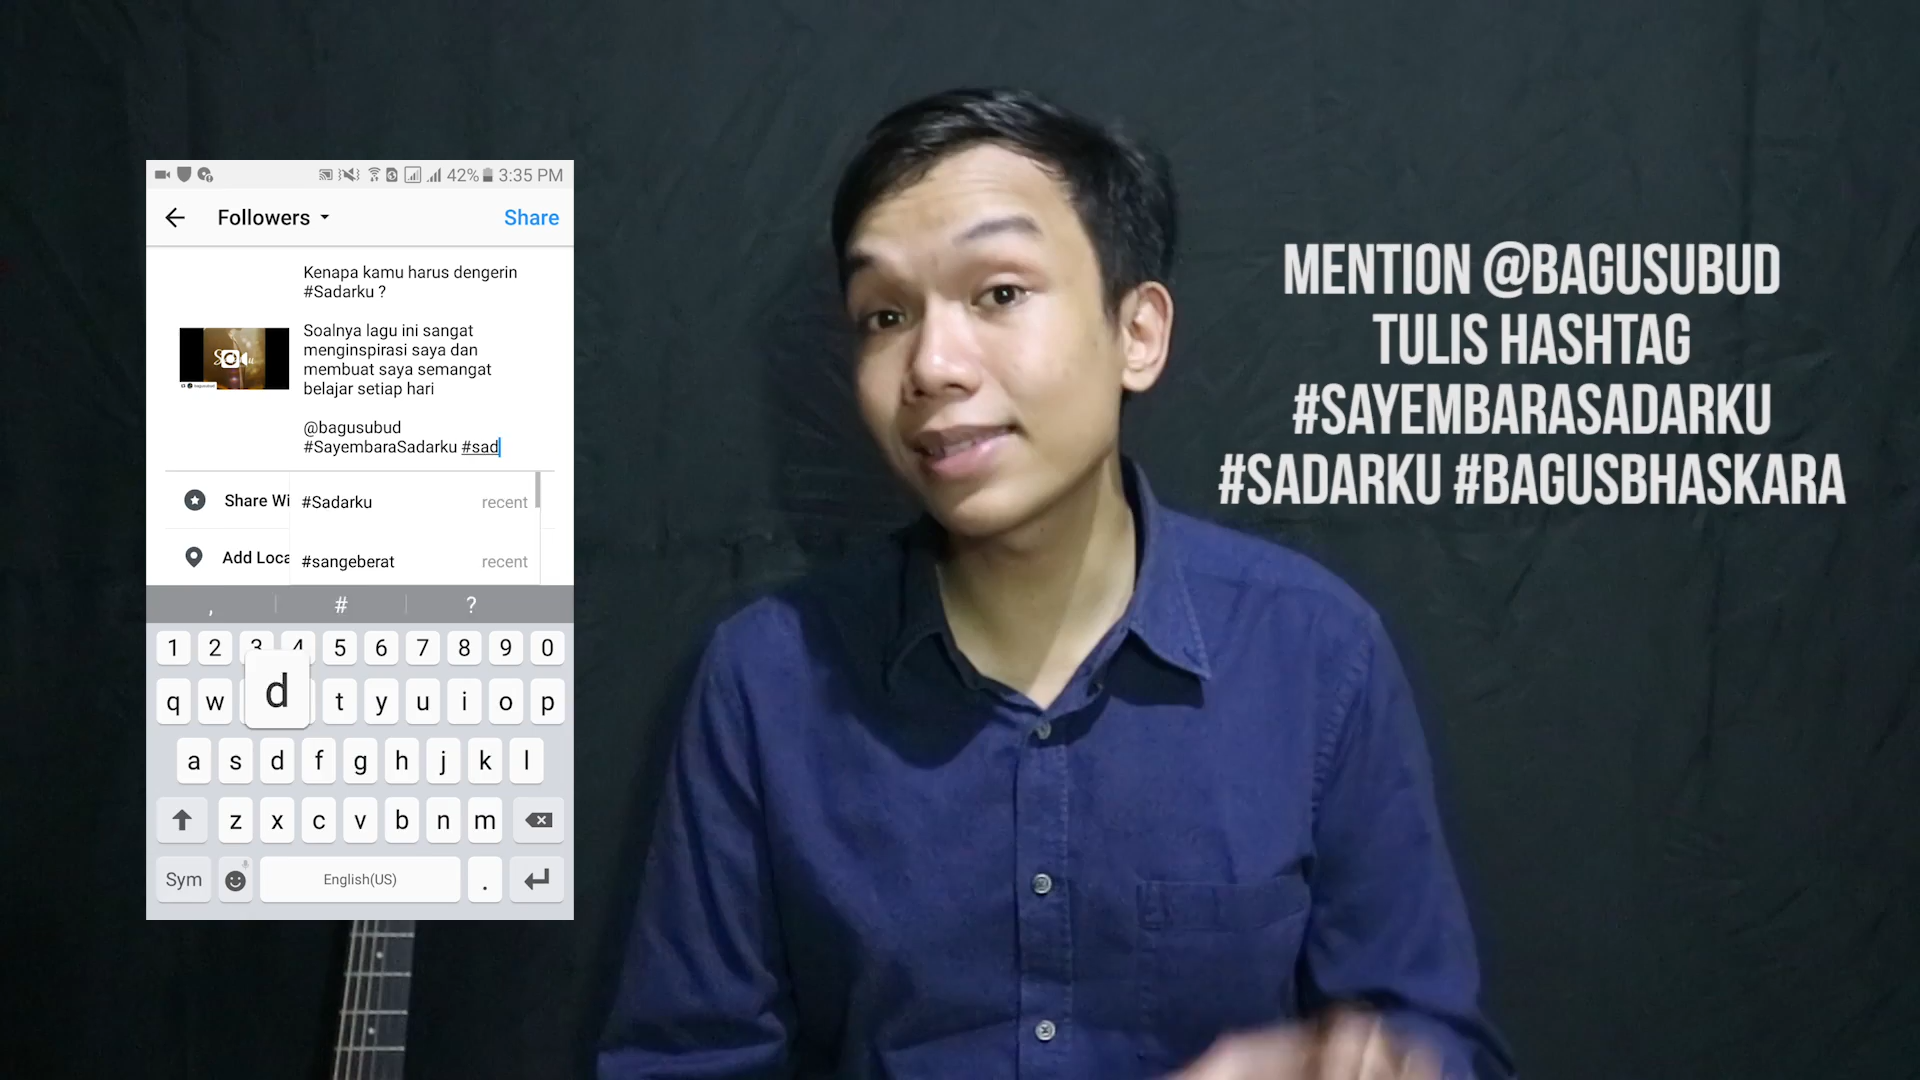 42% 3:35 PM
Followers Share
Kenapa kamu harus dengerin
#Sadarku ?
Soalnya lagu ini sangat
menginspirasi saya dan
membuat saya semangat
belajar setiap hari
@bagusubud
#SayembaraSadarku #sad
Share Wi
#Sadarku recent
Add Loca
#sangeberat recent
, # ?
1 2 3 4 5 6 7 8 9 0
q w d t y u i o p
a s d f g h j k l
z x c v b n m
Sym English(US) .
MENTION @BAGUSUBUD
TULIS HASHTAG
#SAYEMBARASADARKU
#SADARKU #BAGUSBHASKARA